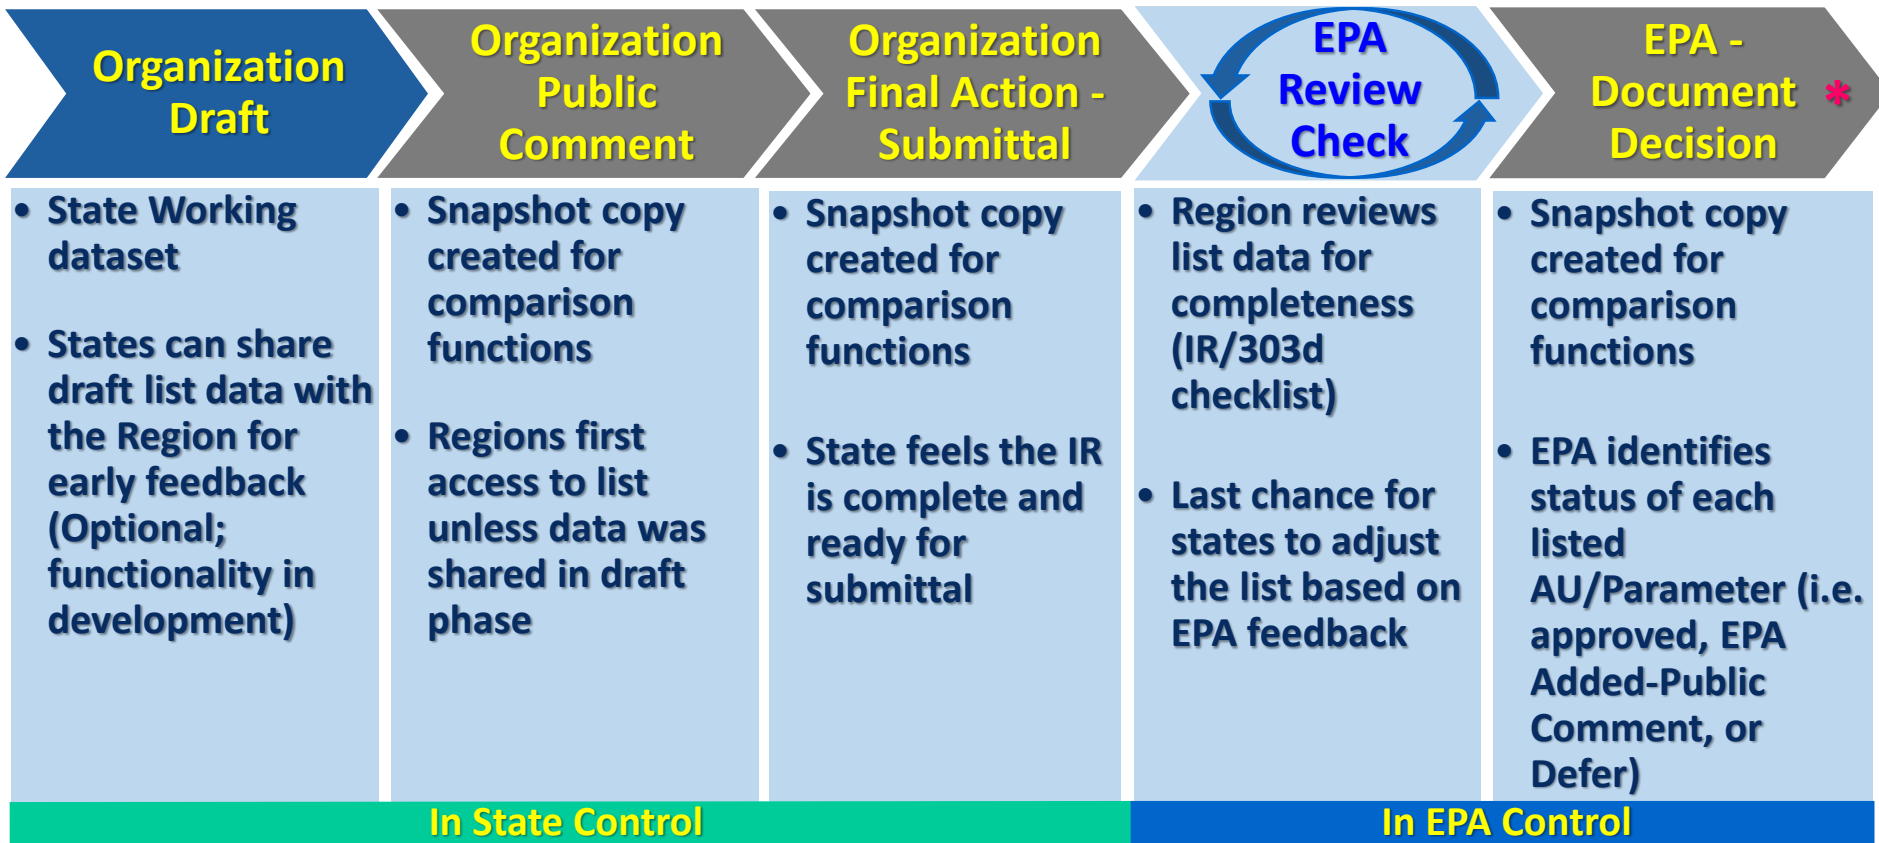 Organization
Draft
Organization
Public
Comment
Organization
Final Action -
Submittal
EPA
Review
Check
EPA -
Document *
Decision
• State Working
dataset
• States can share
draft list data with
the Region for
early feedback
(Optional;
functionality in
development)
• Snapshot copy
created for
comparison
functions
• Regions first
access to list
unless data was
shared in draft
phase
• Snapshot copy
created for
comparison
functions
• State feels the IR
is complete and
ready for
submittal
• Region reviews
list data for
completeness
(IR/303d
checklist)
• Last chance for
states to adjust
the list based on
EPA feedback
• Snapshot copy
created for
comparison
functions
• EPA identifies
status of each
listed
AU/Parameter (i.e.
approved, EPA
Added-Public
Comment, or
Defer)
In State Control
In EPA Control